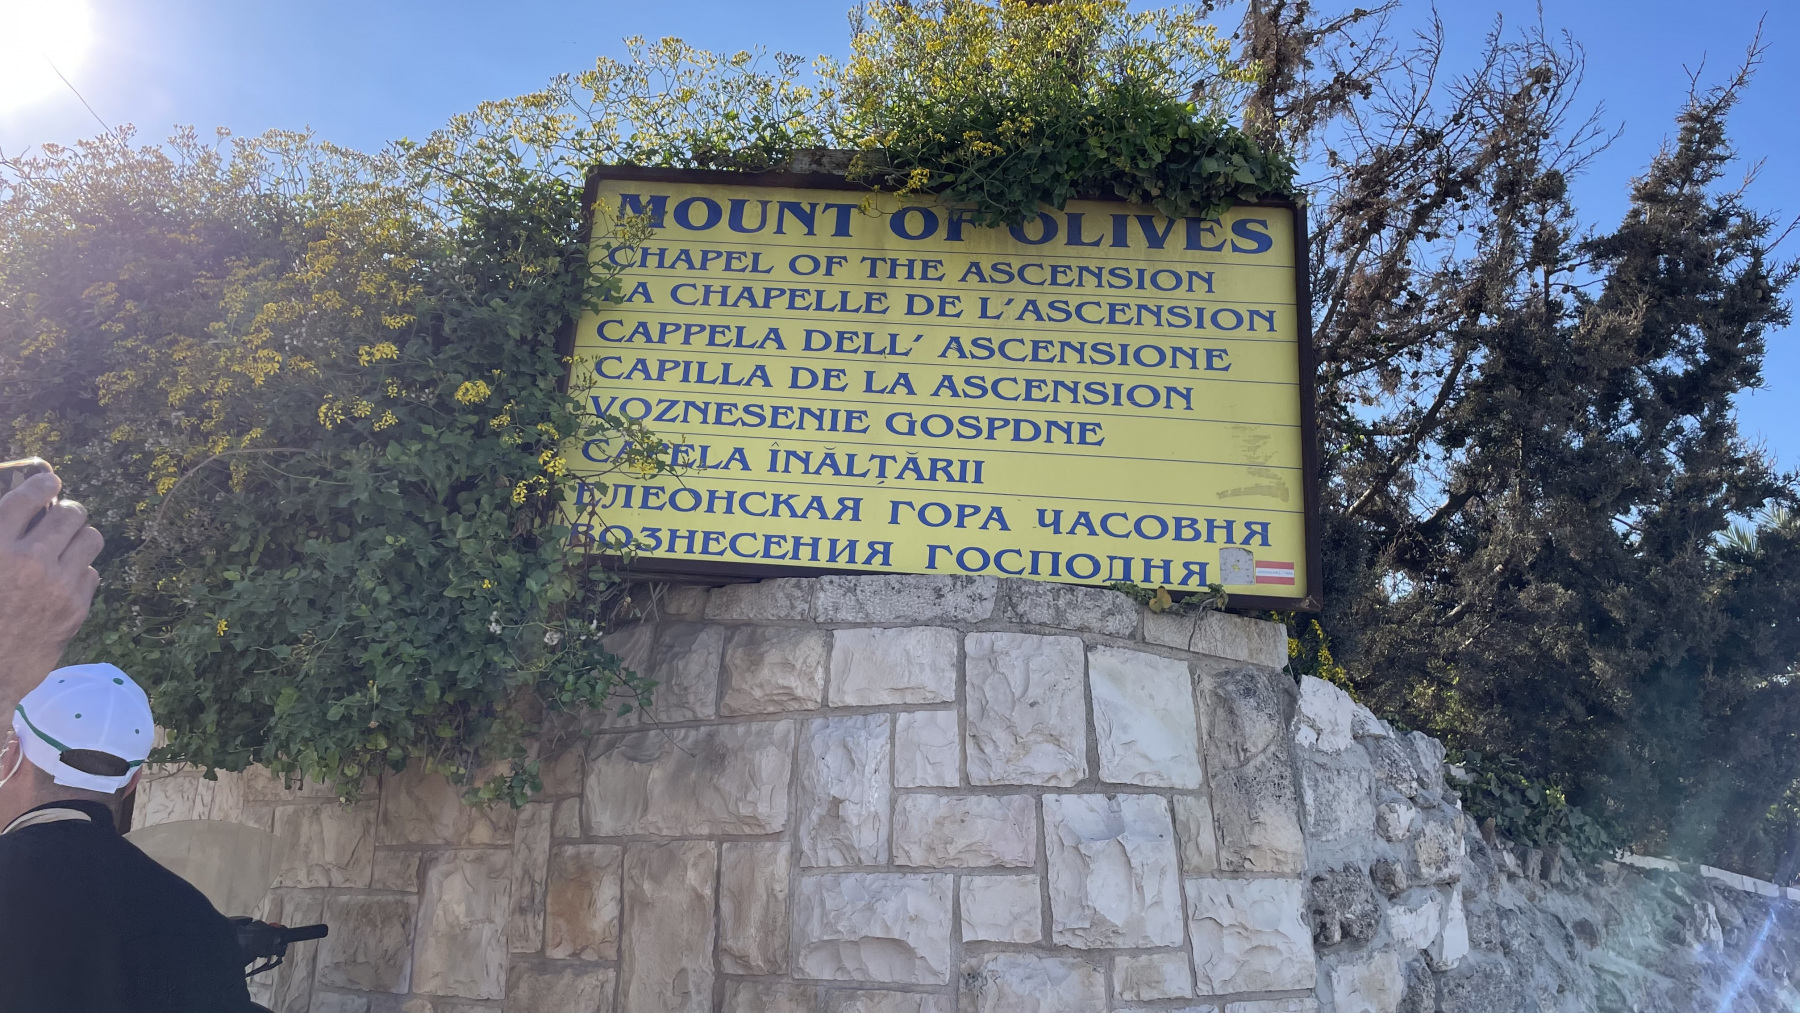 MOUNT OF OLIVES
CHAPEL OF THE ASCENSION
LA CHAPELLE DE L'ASCENSION
CAPPELA DELL' ASCENSIONE
CAPILLA DE LA ASCENSION
VOZNESENIE GOSPDNE
CAPELA ÎNĂLȚĂRII
ЕЛЕОНСКАЯ ГОРА ЧАСОВНЯ
ВОЗНЕСЕНИЯ ГОСПОДНЯ